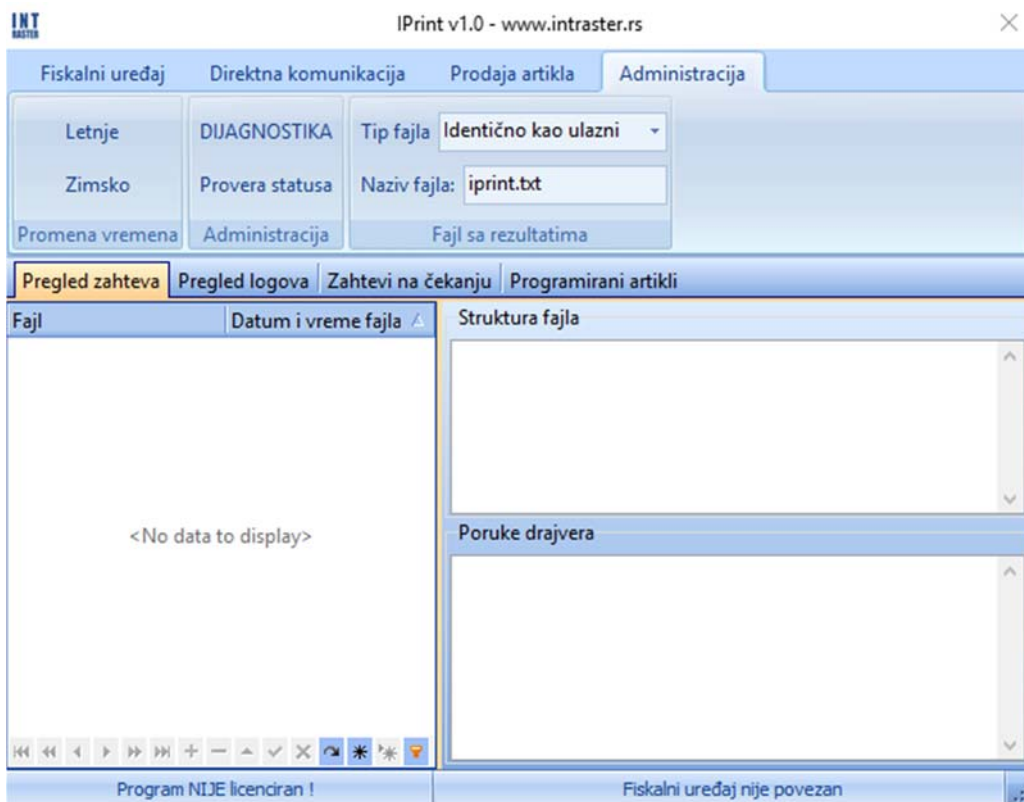 INT
RASTER
IPrint v1.0 - www.intraster.rs
Fiskalni uređaj Direktna komunikacija Prodaja artikla Administracija
Letnje DIJAGNOSTIKA Tip fajla Identično kao ulazni
Zimsko Provera statusa Naziv fajla: iprint.txt
Promena vremena Administracija Fajl sa rezultatima
Pregled zahteva Pregled logova Zahtevi na čekanju Programirani artikli
Fajl Datum i vreme fajla Struktura fajla
<No data to display>
Poruke drajvera
Program NIJE licenciran ! Fiskalni uređaj nije povezan